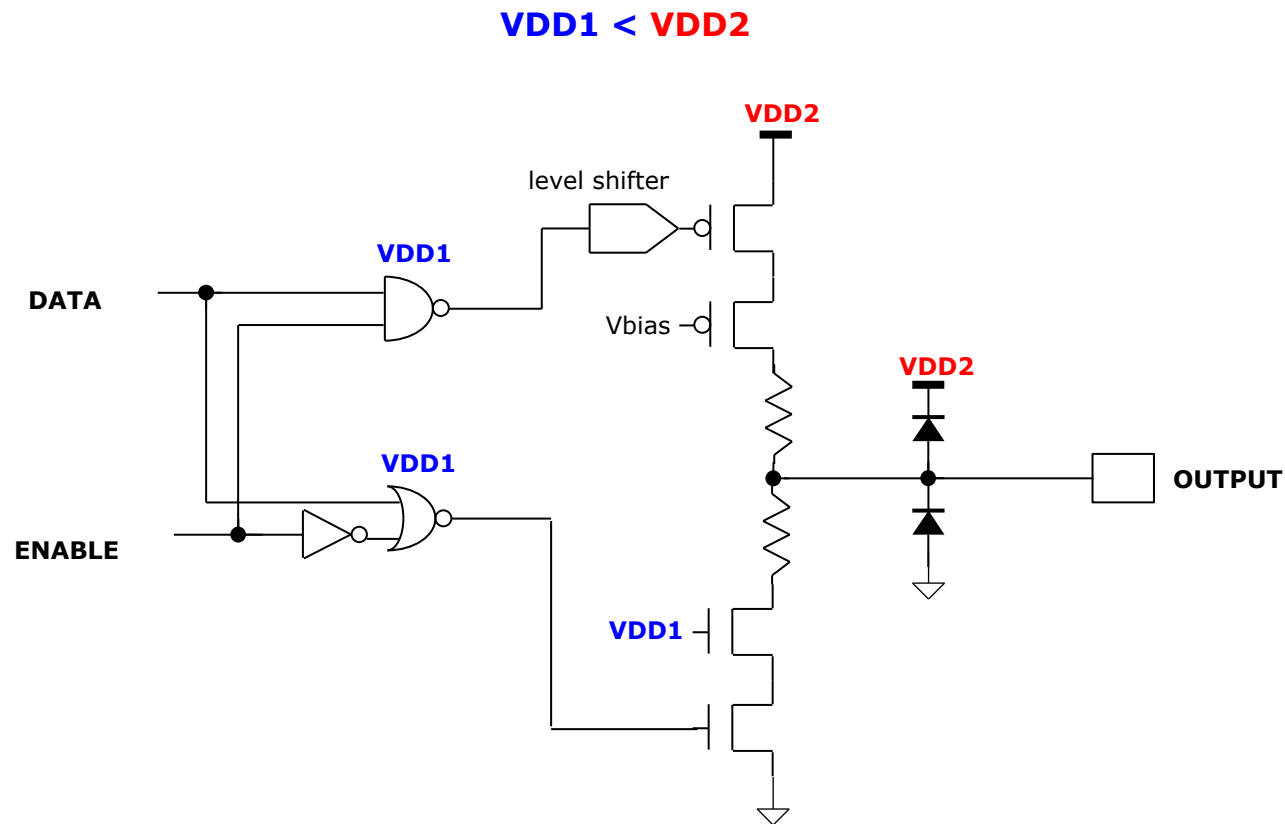 VDD1 < VDD2
VDD2
level shifter
VDD1
DATA
Vbias
VDD2
VDD1
OUTPUT
ENABLE
VDD1